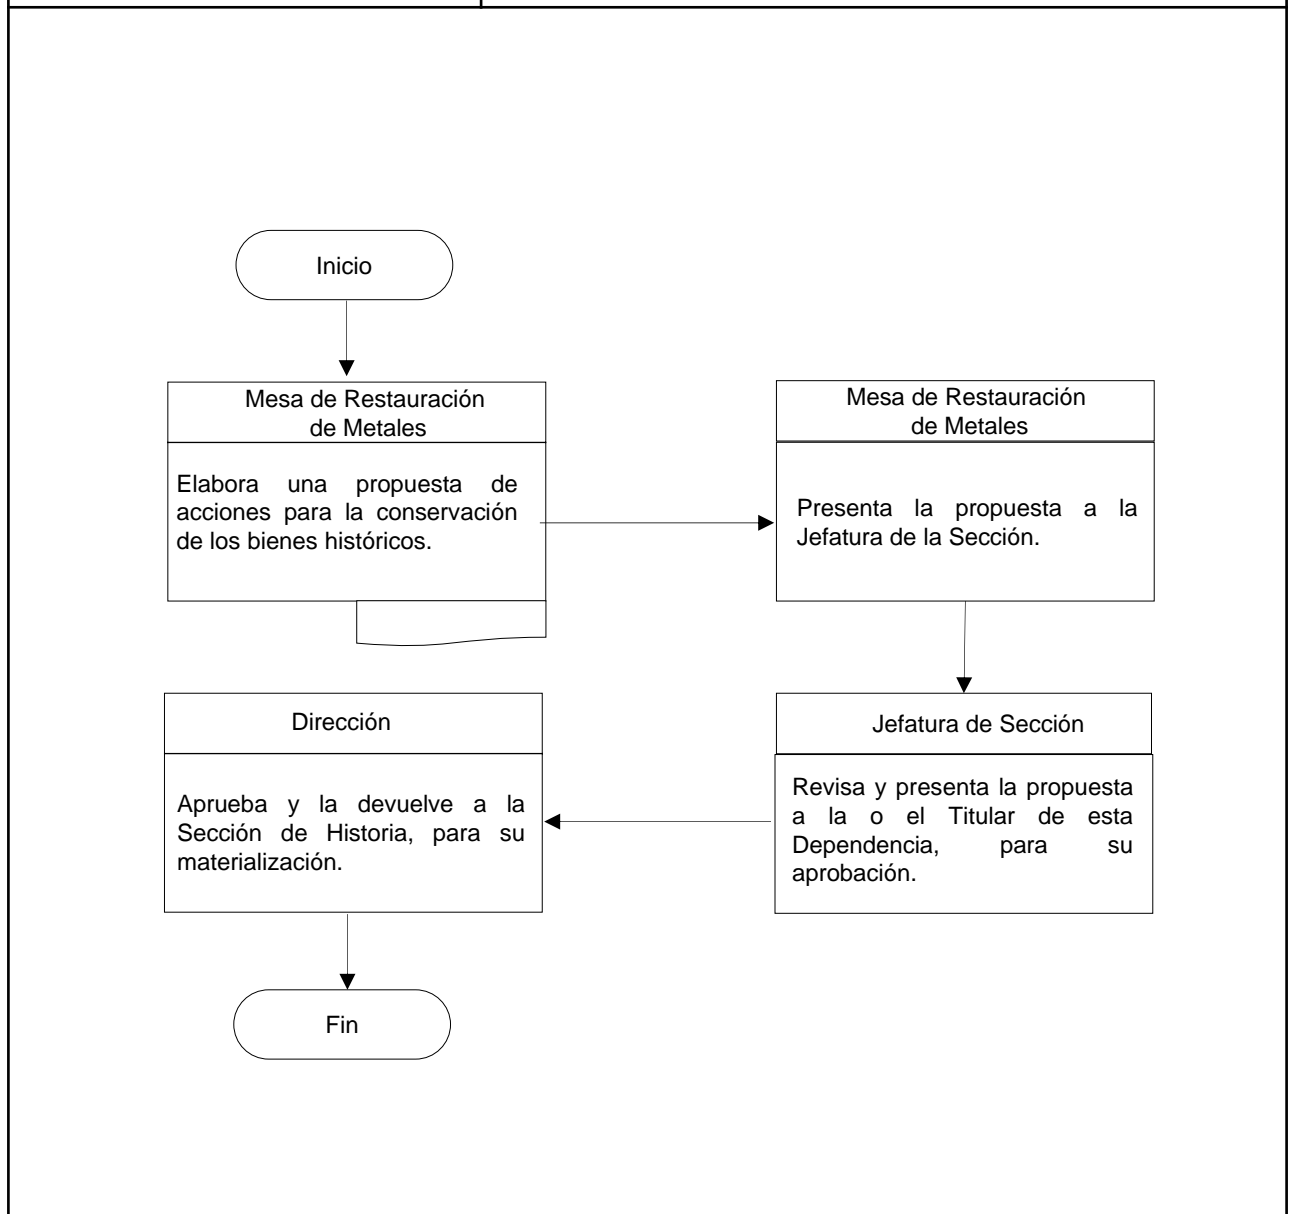 Inicio
Mesa de Restauración
de Metales
Elabora una propuesta de
acciones para la conservación
de los bienes históricos.
Mesa de Restauración
de Metales
Presenta la propuesta a la
Jefatura de la Sección.
Jefatura de Sección
Revisa y presenta la propuesta
a la o el Titular de esta
Dependencia, para su
aprobación.
Dirección
Aprueba y la devuelve a la
Sección de Historia, para su
materialización.
Fin